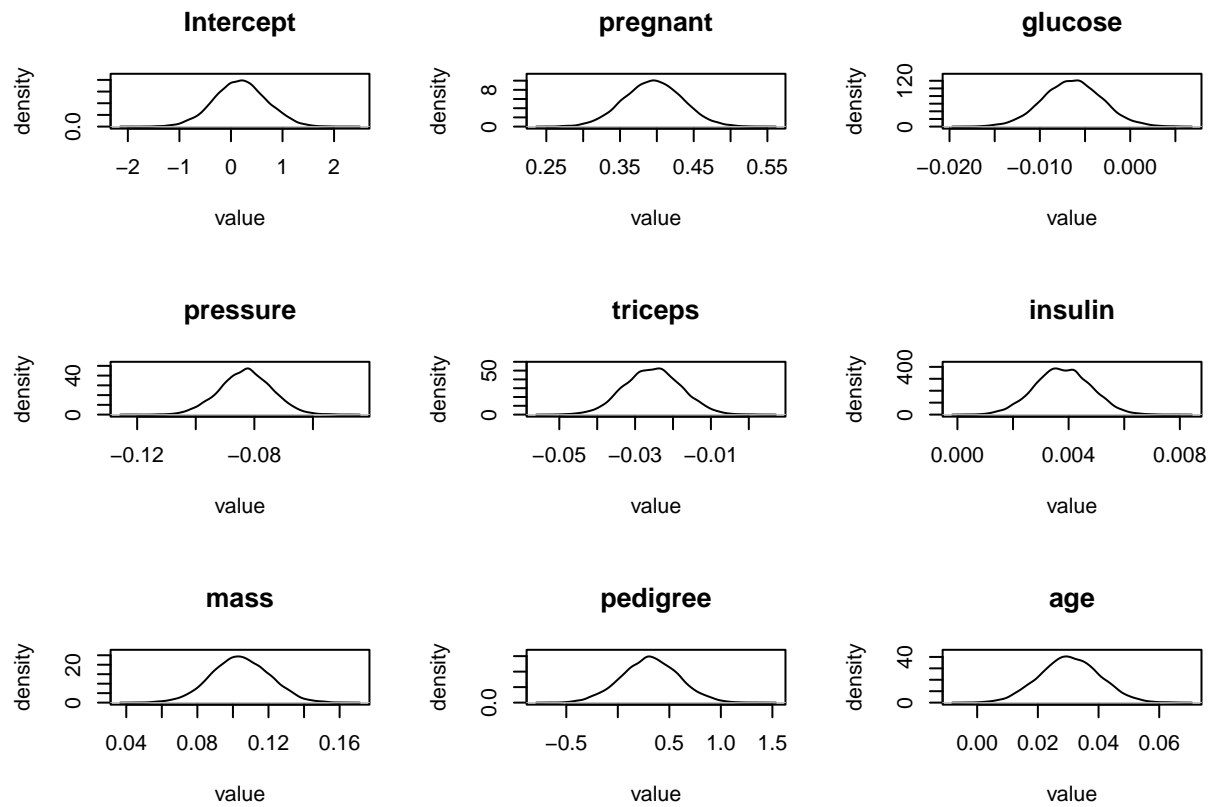 Intercept
density
0.0
−2 −1 0 1 2
value
pregnant
density
0 8
0.25 0.35 0.45 0.55
value
glucose
density
0 120
−0.020 −0.010 0.000
value
pressure
density
0 40
−0.12 −0.08
value
triceps
density
0 50
−0.05 −0.03 −0.01
value
insulin
density
0 400
0.000 0.004 0.008
value
mass
density
0 20
0.04 0.08 0.12 0.16
value
pedigree
density
0.0
−0.5 0.5 1.0 1.5
value
age
density
0 40
0.00 0.02 0.04 0.06
value